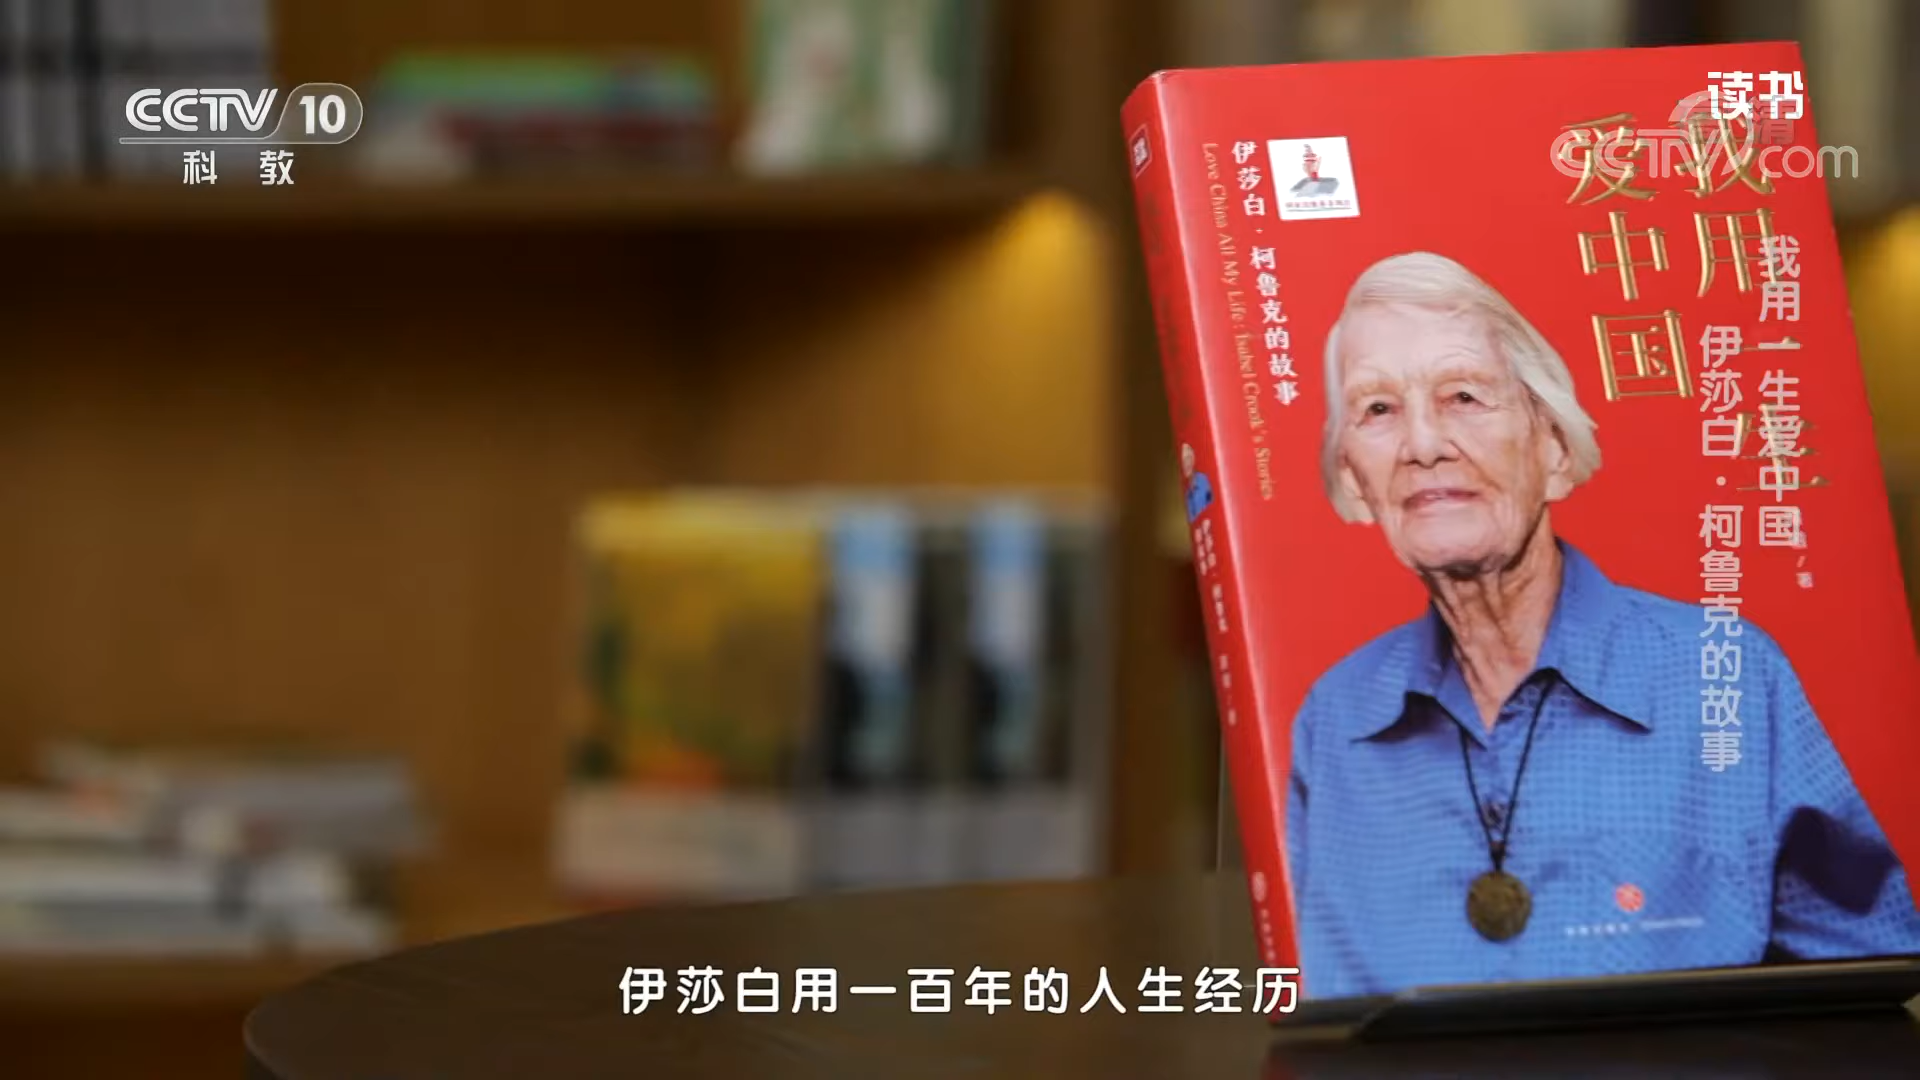 CCTV 10
科 教
读书
CCTV.com
我用一生
爱中国
伊莎白·柯鲁克的故事
Love China All My Life: Isabel Crook's Stories
著
我用一生爱中国
伊莎白·柯鲁克的故事
伊莎白用一百年的人生经历